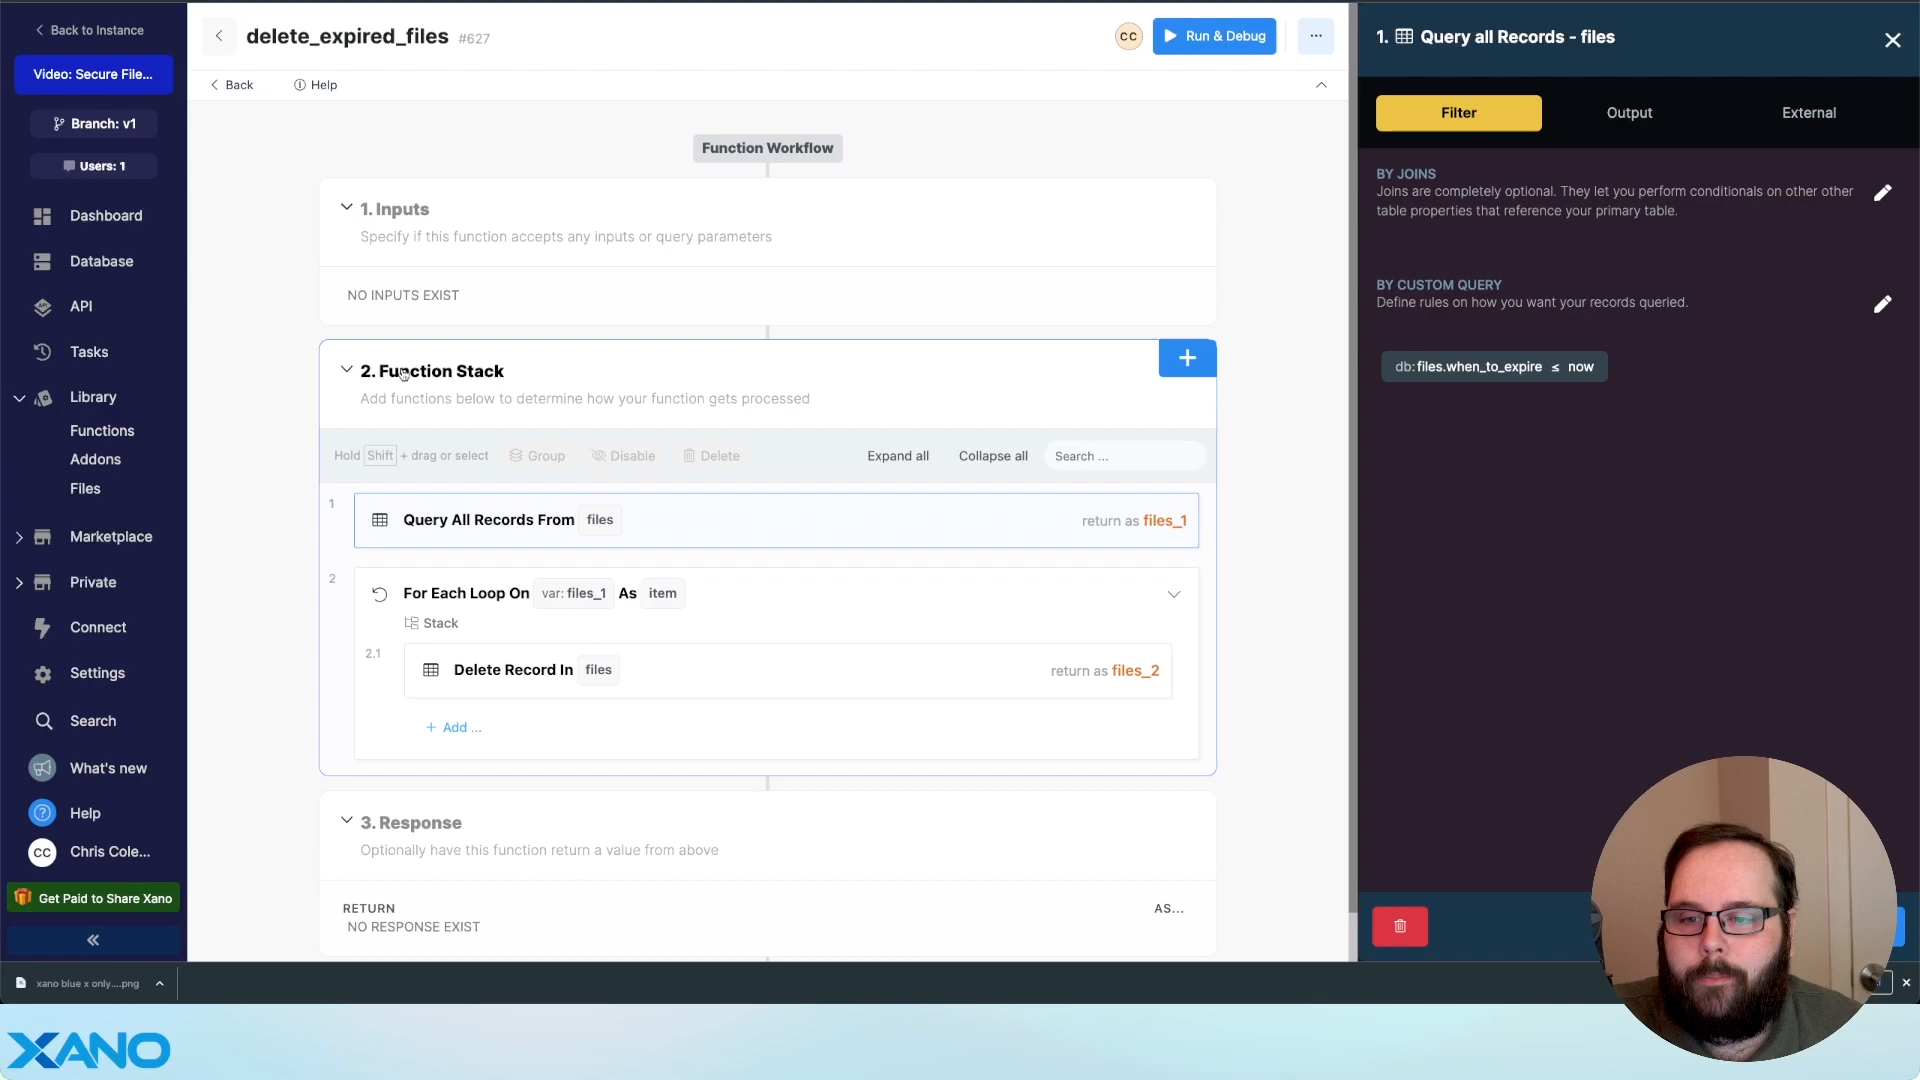 Back to Instance
Video: Secure File...
Branch: v1
Users: 1
Dashboard
Database
API
Tasks
Library
Functions
Addons
Files
Marketplace
Private
Connect
Settings
Search
What's new
Help
CC Chris Cole...
Get Paid to Share Xano
delete_expired_files #627
CC
Run & Debug
Back
Help
Function Workflow
1. Inputs
Specify if this function accepts any inputs or query parameters
NO INPUTS EXIST
2. Function Stack
Add functions below to determine how your function gets processed
Hold Shift + drag or select Group Disable Delete Expand all Collapse all Search ...
1
Query All Records From files return as files_1
2
For Each Loop On var: files_1 As item
Stack
2.1
Delete Record In files return as files_2
+ Add ...
3. Response
Optionally have this function return a value from above
RETURN AS...
NO RESPONSE EXIST
1. Query all Records - files
Filter Output External
BY JOINS
Joins are completely optional. They let you perform conditionals on other other
table properties that reference your primary table.
BY CUSTOM QUERY
Define rules on how you want your records queried.
db: files.when_to_expire ≤ now
xano blue x only....png
XANO